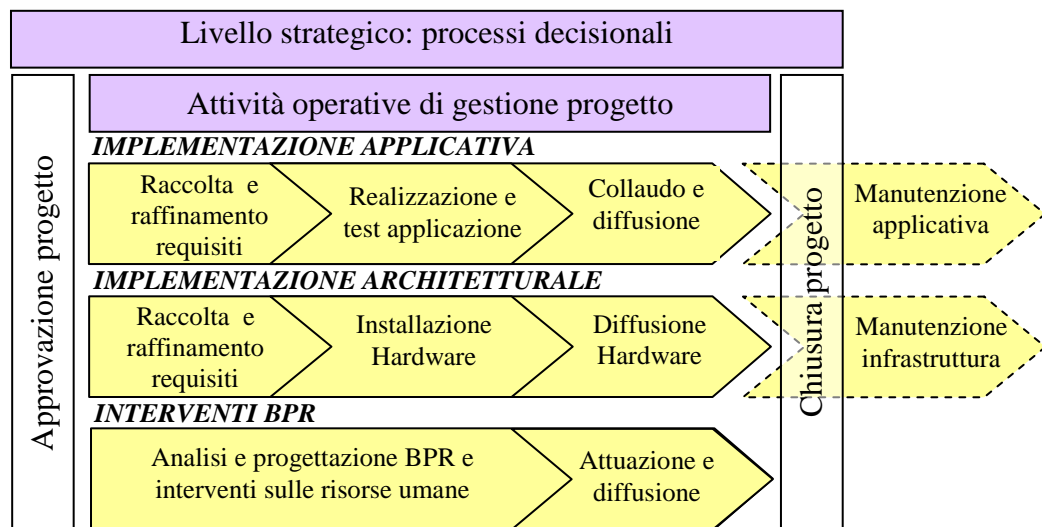 Livello strategico: processi decisionali
Approvazione progetto
Attività operative di gestione progetto
IMPLEMENTAZIONE APPLICATIVA
Raccolta e
raffinamento
requisiti
Realizzazione e
test applicazione
Collaudo e
diffusione
Manutenzione
applicativa
IMPLEMENTAZIONE ARCHITETTURALE
Raccolta e
raffinamento
requisiti
Installazione
Hardware
Diffusione
Hardware
Manutenzione
infrastruttura
INTERVENTI BPR
Analisi e progettazione BPR e
interventi sulle risorse umane
Attuazione e
diffusione
Chiusura progetto